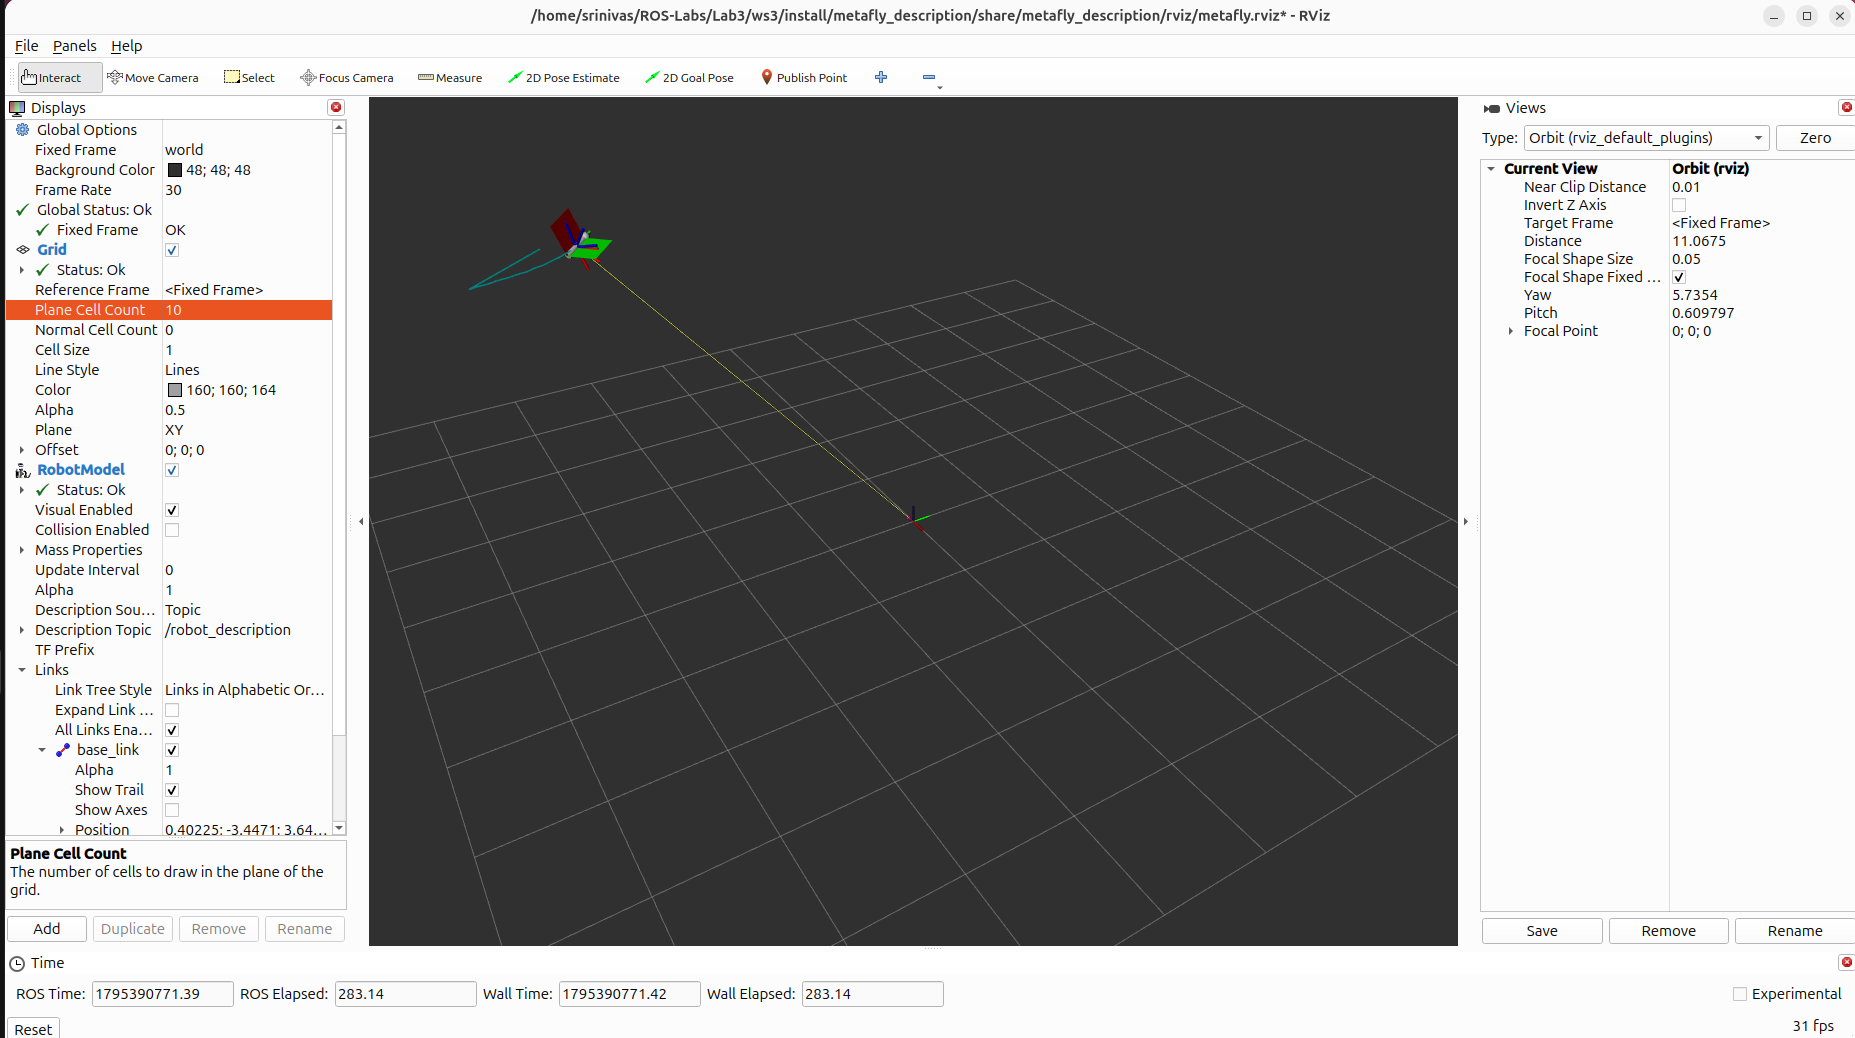 /home/srinivas/ROS-Labs/Lab3/ws3/install/metafly_description/share/metafly_description/rviz/metafly.rviz* - RViz
File Panels Help
Interact Move Camera Select Focus Camera Measure 2D Pose Estimate 2D Goal Pose Publish Point
Displays
Global Options
Fixed Frame world
Background Color 48; 48; 48
Frame Rate 30
Global Status: Ok
Fixed Frame OK
Grid
Status: Ok
Reference Frame <Fixed Frame>
Plane Cell Count 10
Normal Cell Count 0
Cell Size 1
Line Style Lines
Color 160; 160; 164
Alpha 0.5
Plane XY
Offset 0; 0; 0
RobotModel
Status: Ok
Visual Enabled
Collision Enabled
Mass Properties
Update Interval 0
Alpha 1
Description Sou... Topic
Description Topic /robot_description
TF Prefix
Links
Link Tree Style Links in Alphabetic Or...
Expand Link ...
All Links Ena...
base_link
Alpha 1
Show Trail
Show Axes
Position 0.40225; -3.4471; 3.64...
Plane Cell Count
The number of cells to draw in the plane of the
grid.
Add Duplicate Remove Rename
Views
Type: Orbit (rviz_default_plugins) Zero
Current View Orbit (rviz)
Near Clip Distance 0.01
Invert Z Axis
Target Frame <Fixed Frame>
Distance 11.0675
Focal Shape Size 0.05
Focal Shape Fixed ...
Yaw 5.7354
Pitch 0.609797
Focal Point 0; 0; 0
Save Remove Rename
Time
ROS Time: 1795390771.39 ROS Elapsed: 283.14 Wall Time: 1795390771.42 Wall Elapsed: 283.14 Experimental
Reset 31 fps